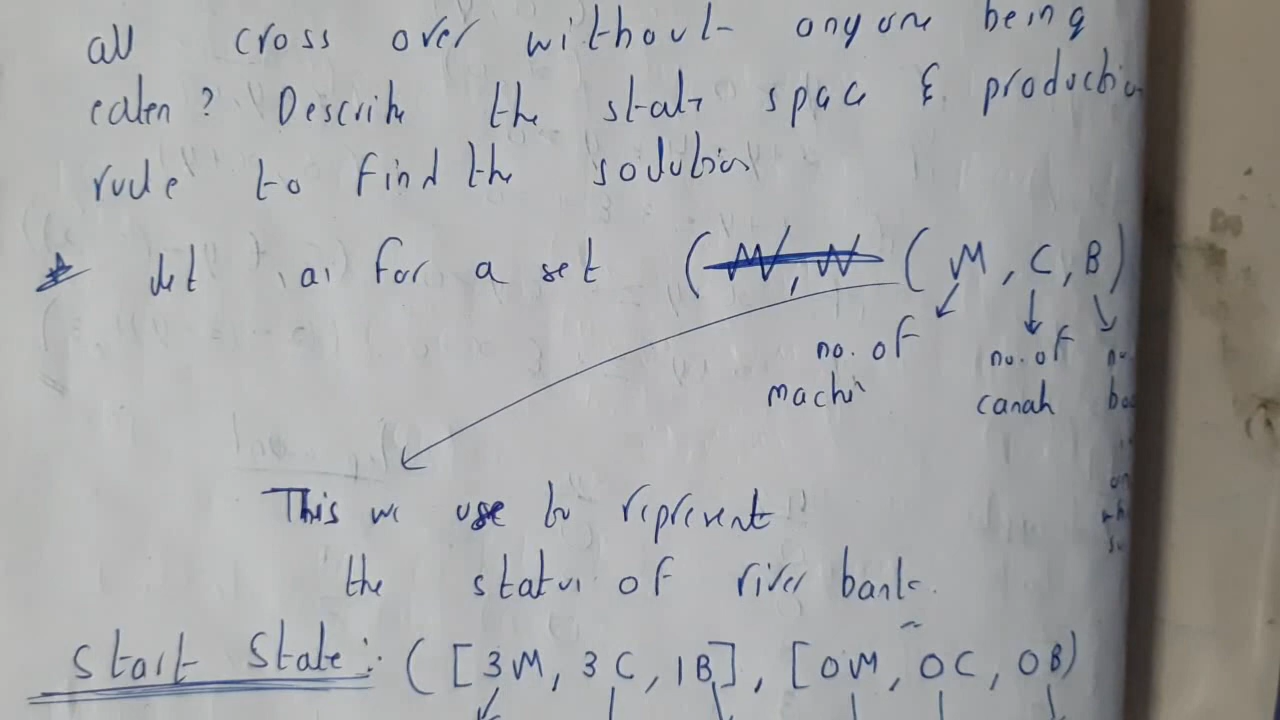 all cross over without anyone being
eaten? Describe the state space & production
rule to find the solution
* Let as for a set (M, C, B)
no. of no. of
machi canah
This we use to represent
the status of river bank.
Start State: ([3M, 3C, 1B], [0M, 0C, 0B)